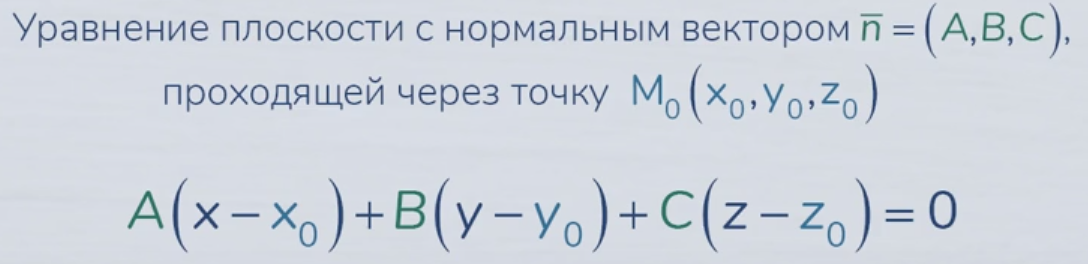 Уравнение плоскости с нормальным вектором n̅ = (A,B,C),
проходящей через точку M₀(x₀,y₀,z₀)
A(x−x₀)+B(y−y₀)+C(z−z₀)=0